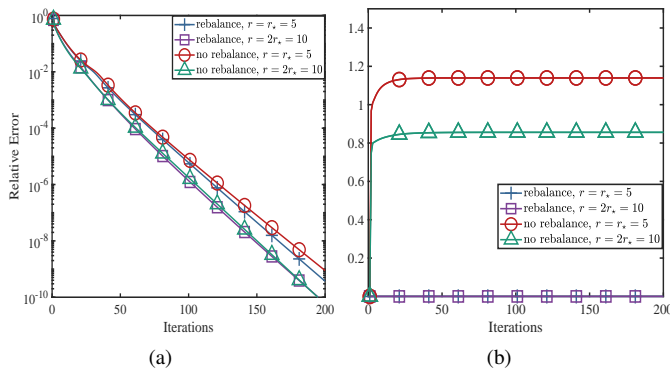 10^0
10^-2
10^-4
10^-6
10^-8
10^-10
0
50
100
150
200
Relative Error
Iterations
rebalance, r = r⋆ = 5
rebalance, r = 2r⋆ = 10
no rebalance, r = r⋆ = 5
no rebalance, r = 2r⋆ = 10
(a)
1.4
1.2
1
0.8
0.6
0.4
0.2
0
0
50
100
150
200
Iterations
rebalance, r = r⋆ = 5
rebalance, r = 2r⋆ = 10
no rebalance, r = r⋆ = 5
no rebalance, r = 2r⋆ = 10
(b)